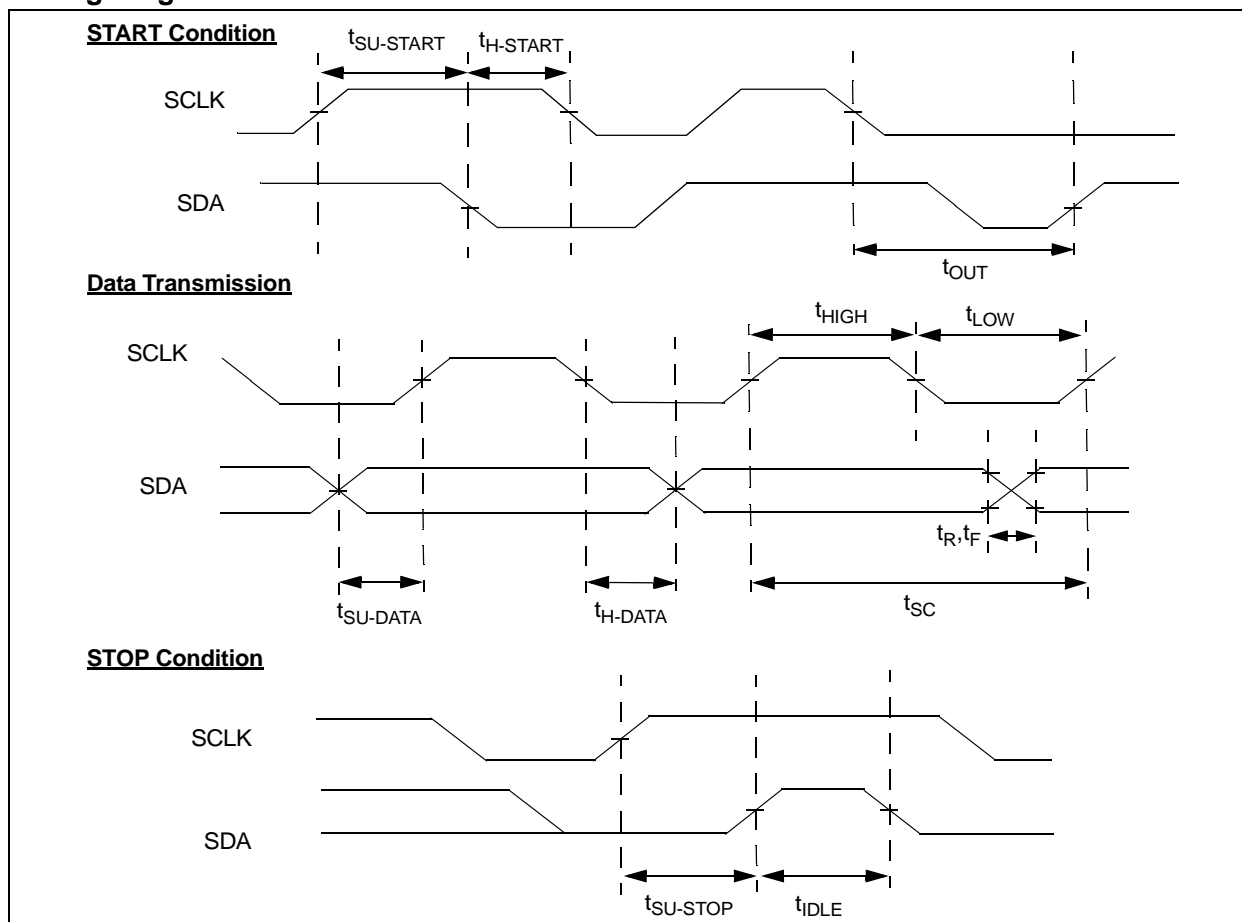 START Condition
tSU-START
tH-START
SCLK
SDA
tOUT
Data Transmission
tHIGH
tLOW
SCLK
SDA
tR,tF
tSU-DATA
tH-DATA
tSC
STOP Condition
SCLK
SDA
tSU-STOP
tIDLE